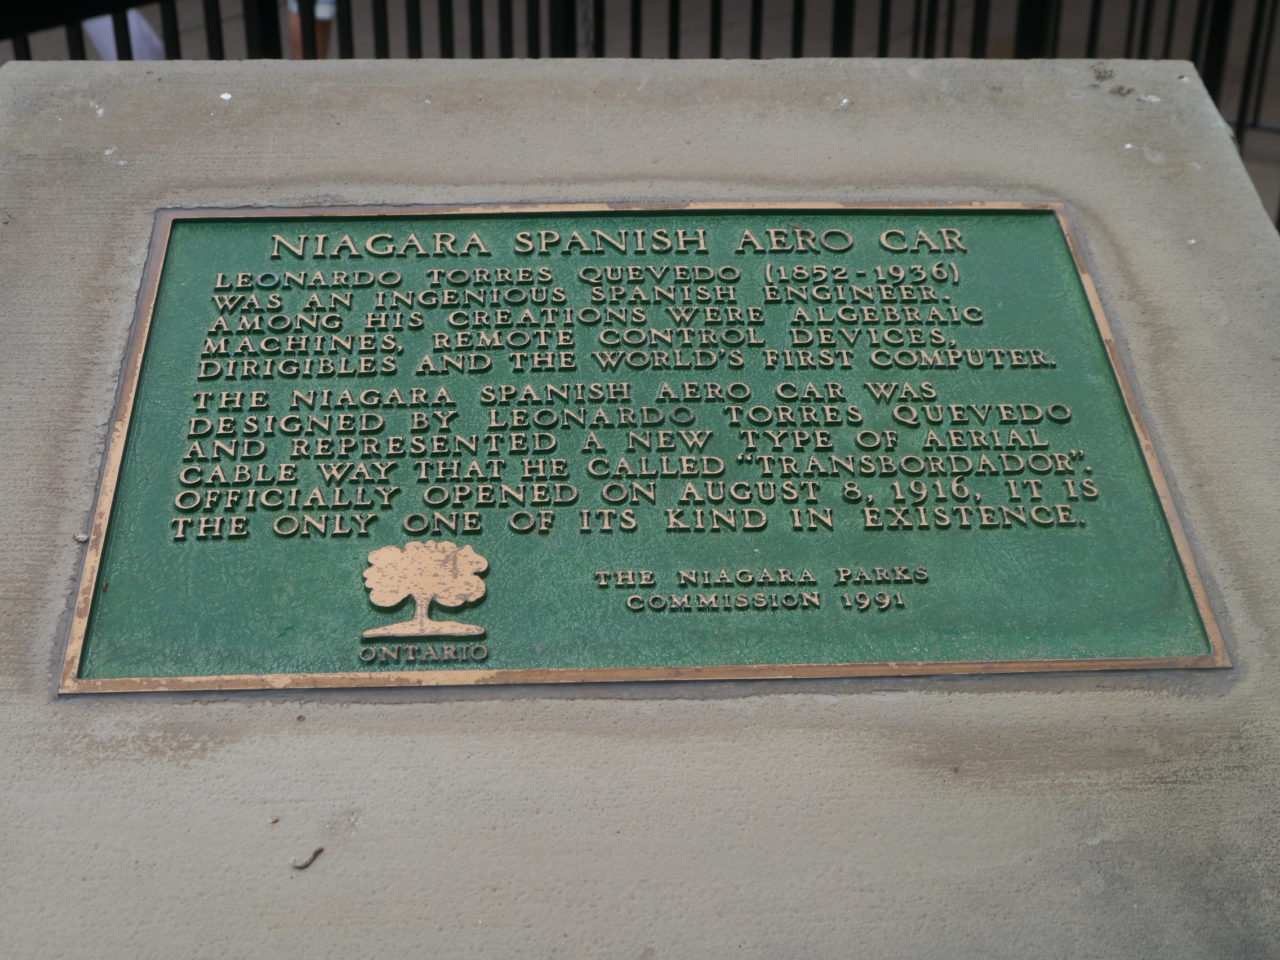 NIAGARA SPANISH AERO CAR
LEONARDO TORRES QUEVEDO (1852-1936)
WAS AN INGENIOUS SPANISH ENGINEER.
AMONG HIS CREATIONS WERE ALGEBRAIC
MACHINES, REMOTE CONTROL DEVICES,
DIRIGIBLES AND THE WORLD'S FIRST COMPUTER.
THE NIAGARA SPANISH AERO CAR WAS
DESIGNED BY LEONARDO TORRES QUEVEDO
AND REPRESENTED A NEW TYPE OF AERIAL
CABLE WAY THAT HE CALLED "TRANSBORDADOR".
OFFICIALLY OPENED ON AUGUST 8, 1916, IT IS
THE ONLY ONE OF ITS KIND IN EXISTENCE.
THE NIAGARA PARKS
COMMISSION 1991
ONTARIO